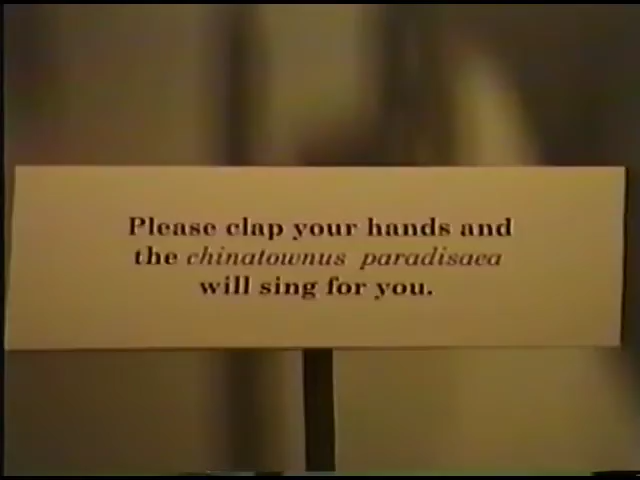 Please clap your hands and
the chinatownus paradisaea
will sing for you.